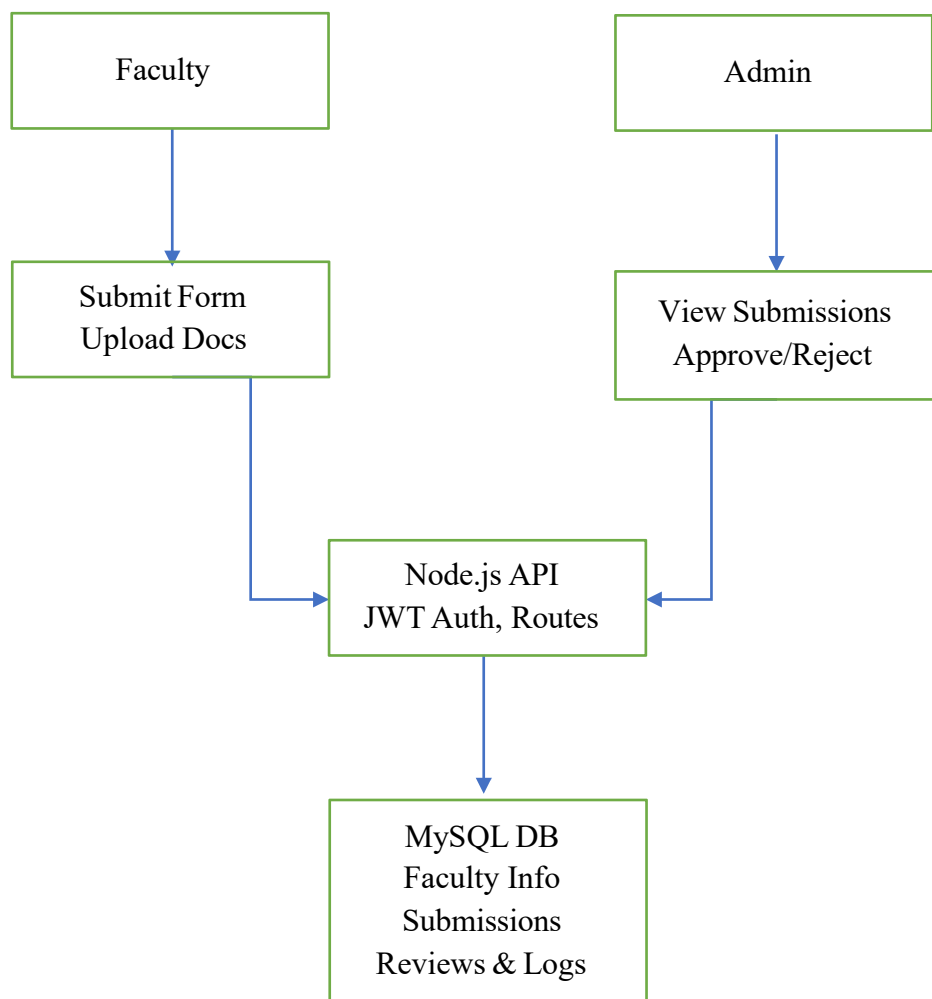 Faculty
Admin
Submit Form
Upload Docs
View Submissions
Approve/Reject
Node.js API
JWT Auth, Routes
MySQL DB
Faculty Info
Submissions
Reviews & Logs